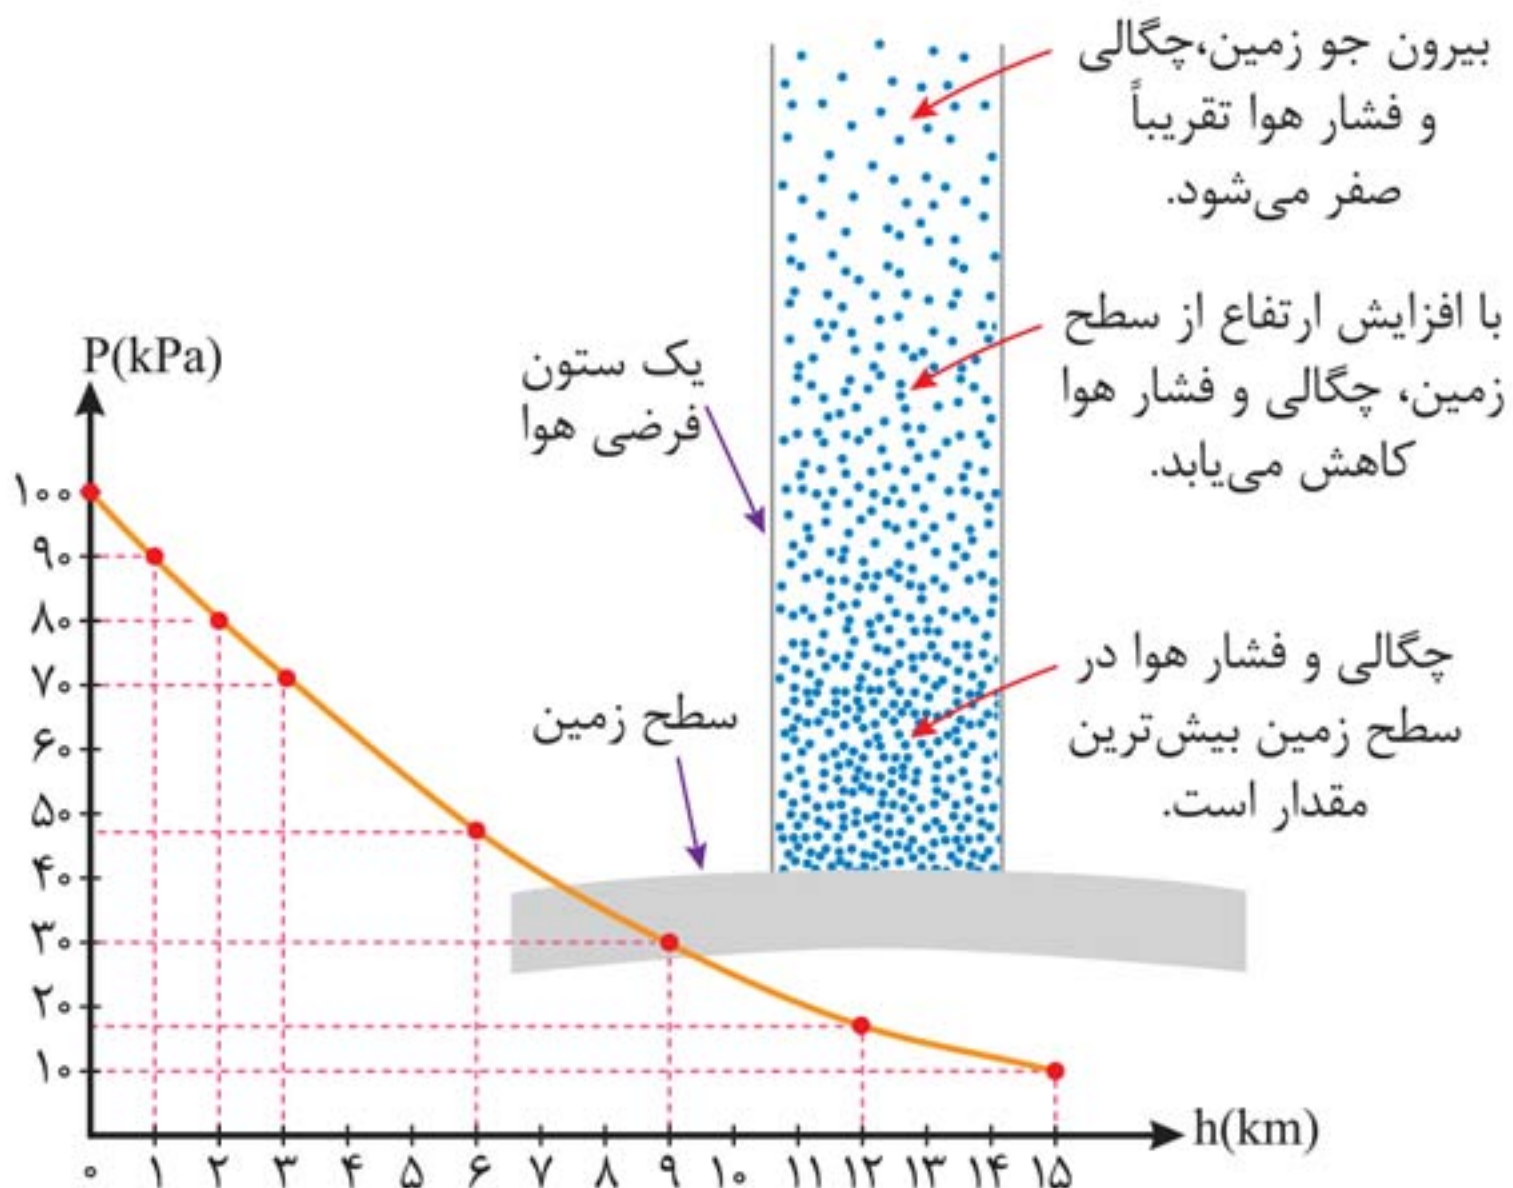 بیرون جو زمین،چگالی
و فشار هوا تقریباً
صفر می‌شود.
با افزایش ارتفاع از سطح
زمین، چگالی و فشار هوا
کاهش می‌یابد.
یک ستون
فرضی هوا
چگالی و فشار هوا در
سطح زمین بیش‌ترین
مقدار است.
سطح زمین
P(kPa)
۱۰۰
۹۰
۸۰
۷۰
۶۰
۵۰
۴۰
۳۰
۲۰
۱۰
۰ ۱ ۲ ۳ ۴ ۵ ۶ ۷ ۸ ۹ ۱۰ ۱۱ ۱۲ ۱۳ ۱۴ ۱۵
h(km)